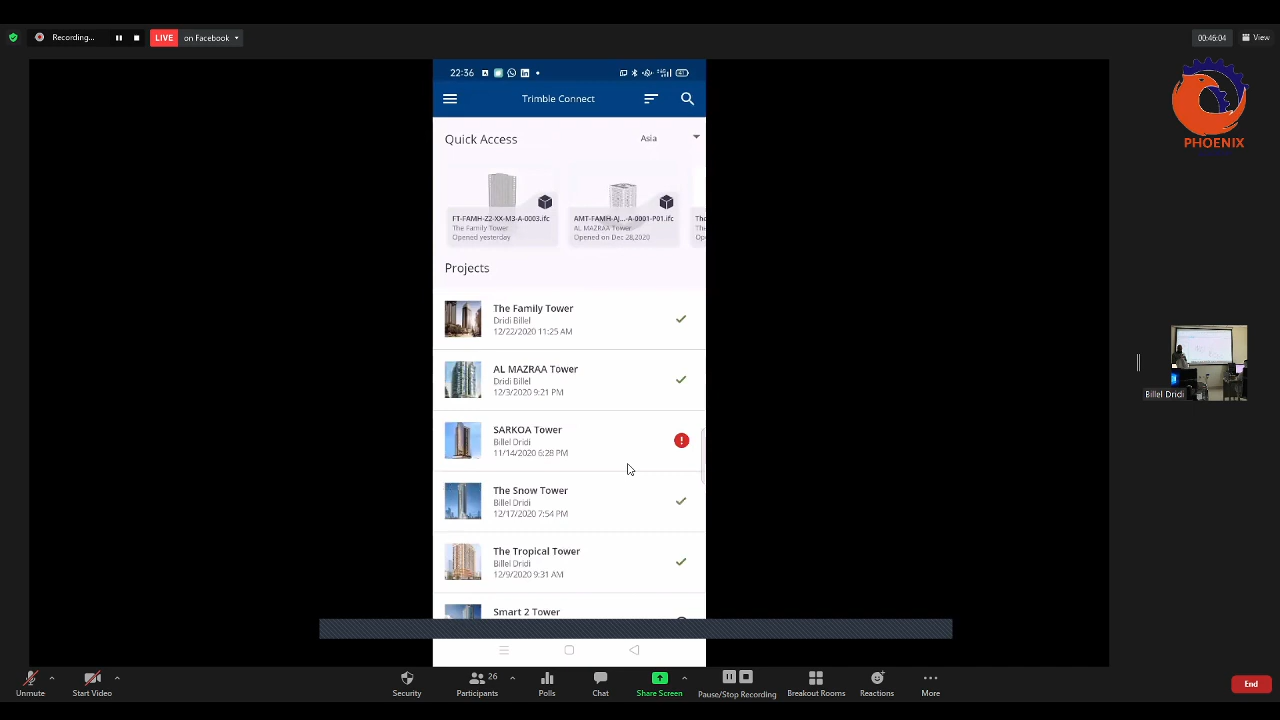 Recording...
LIVE on Facebook
00:46:04 View
22:36
Trimble Connect
Quick Access
Asia
FT-FAMH-Z2-XX-M3-A-0003.ifc
The Family Tower
Opened yesterday
AMT-FAMH-AJ...-A-0001-P01.ifc
AL MAZRAA Tower
Opened on Dec 28,2020
Projects
The Family Tower
Dridi Billel
12/22/2020 11:25 AM
AL MAZRAA Tower
Dridi Billel
12/3/2020 9:21 PM
SARKOA Tower
Billel Dridi
11/14/2020 6:28 PM
The Snow Tower
Billel Dridi
12/17/2020 7:54 PM
The Tropical Tower
Billel Dridi
12/9/2020 9:31 AM
Smart 2 Tower
PHOENIX
Billel Dridi
Unmute
Start Video
Security
Participants 26
Polls
Chat
Share Screen
Pause/Stop Recording
Breakout Rooms
Reactions
More
End